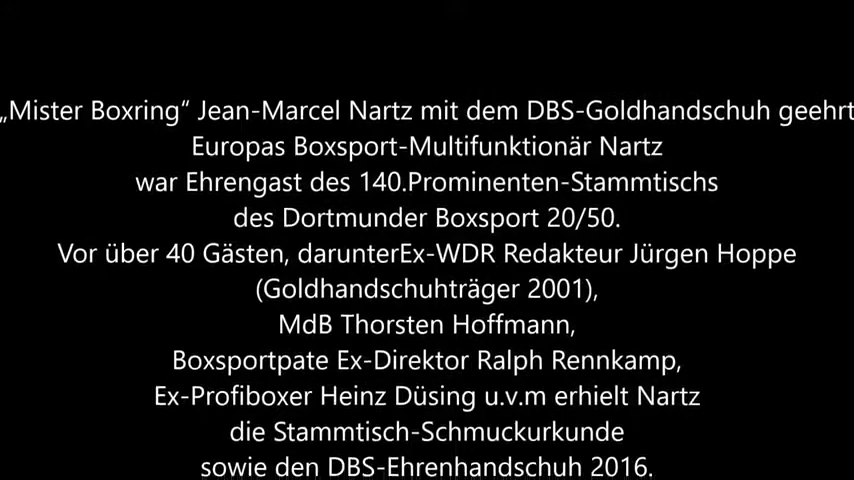 „Mister Boxring“ Jean-Marcel Nartz mit dem DBS-Goldhandschuh geehrt
Europas Boxsport-Multifunktionär Nartz
war Ehrengast des 140.Prominenten-Stammtischs
des Dortmunder Boxsport 20/50.
Vor über 40 Gästen, darunterEx-WDR Redakteur Jürgen Hoppe
(Goldhandschuhträger 2001),
MdB Thorsten Hoffmann,
Boxsportpate Ex-Direktor Ralph Rennkamp,
Ex-Profiboxer Heinz Düsing u.v.m erhielt Nartz
die Stammtisch-Schmuckurkunde
sowie den DBS-Ehrenhandschuh 2016.